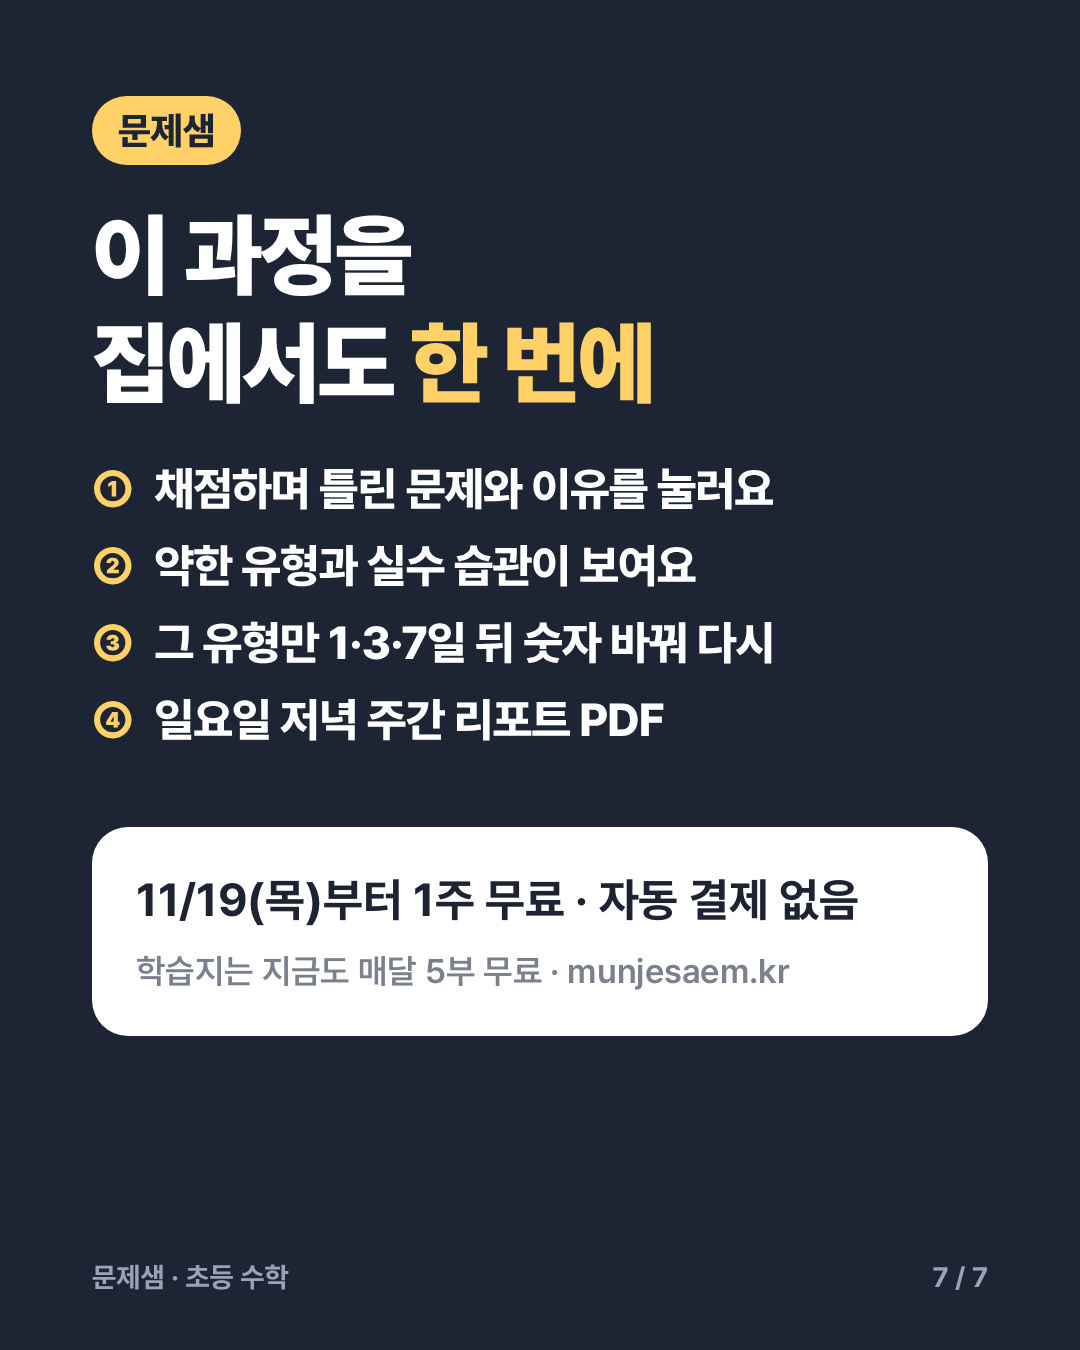 문제샘
이 과정을
집에서도 한 번에
① 채점하며 틀린 문제와 이유를 눌러요
② 약한 유형과 실수 습관이 보여요
③ 그 유형만 1·3·7일 뒤 숫자 바꿔 다시
④ 일요일 저녁 주간 리포트 PDF
11/19(목)부터 1주 무료 · 자동 결제 없음
학습지는 지금도 매달 5부 무료 · munjesaem.kr
문제샘 · 초등 수학
7 / 7